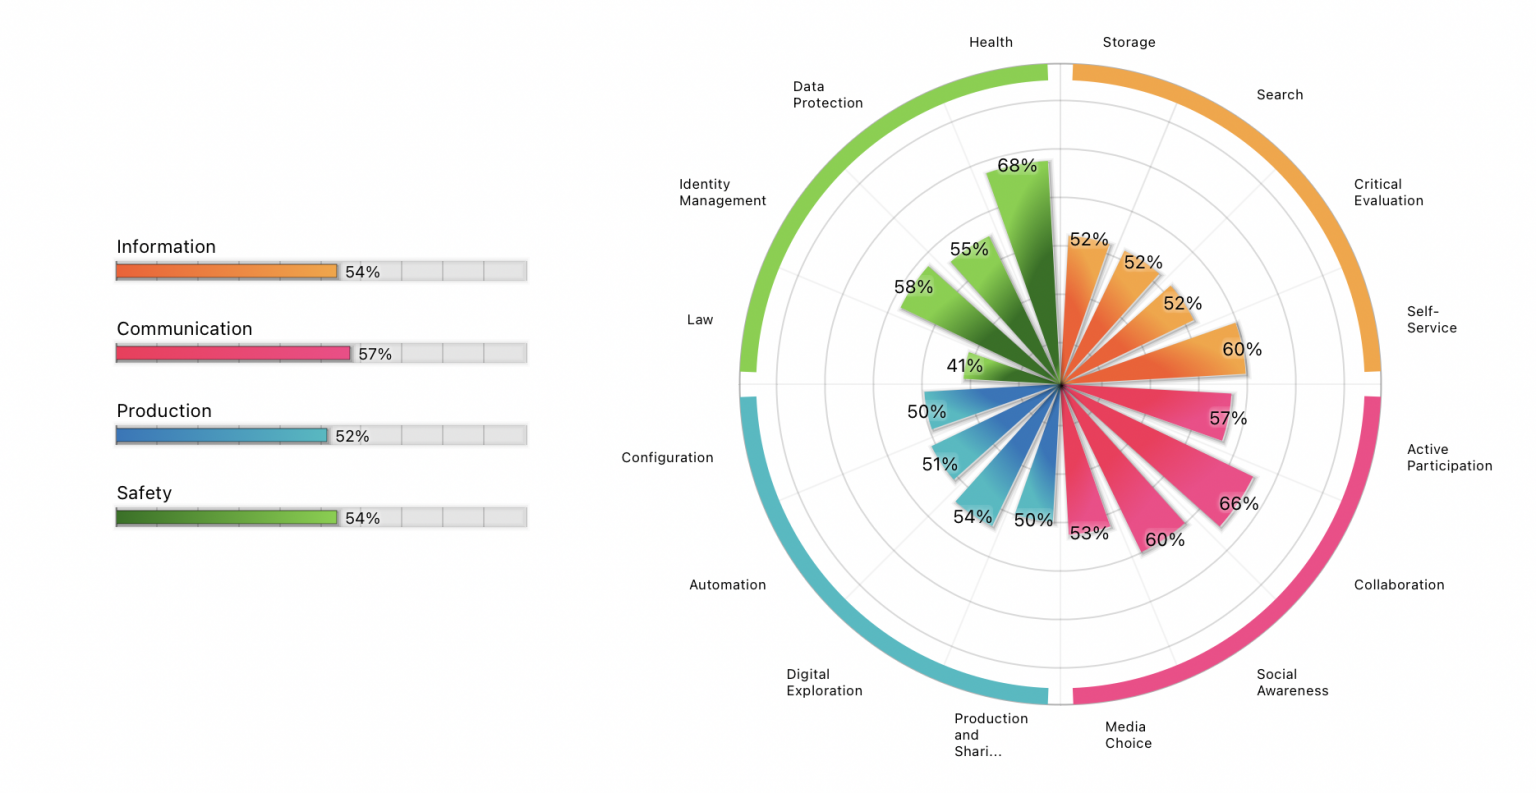 Information
54%
Communication
57%
Production
52%
Safety
54%
Health
Storage
Data
Protection
Search
Identity
Management
Critical
Evaluation
Law
Self-
Service
68%
55%
58%
41%
52%
52%
52%
60%
50%
51%
54%
50%
57%
66%
60%
53%
Configuration
Active
Participation
Automation
Collaboration
Digital
Exploration
Social
Awareness
Production
and
Shari...
Media
Choice